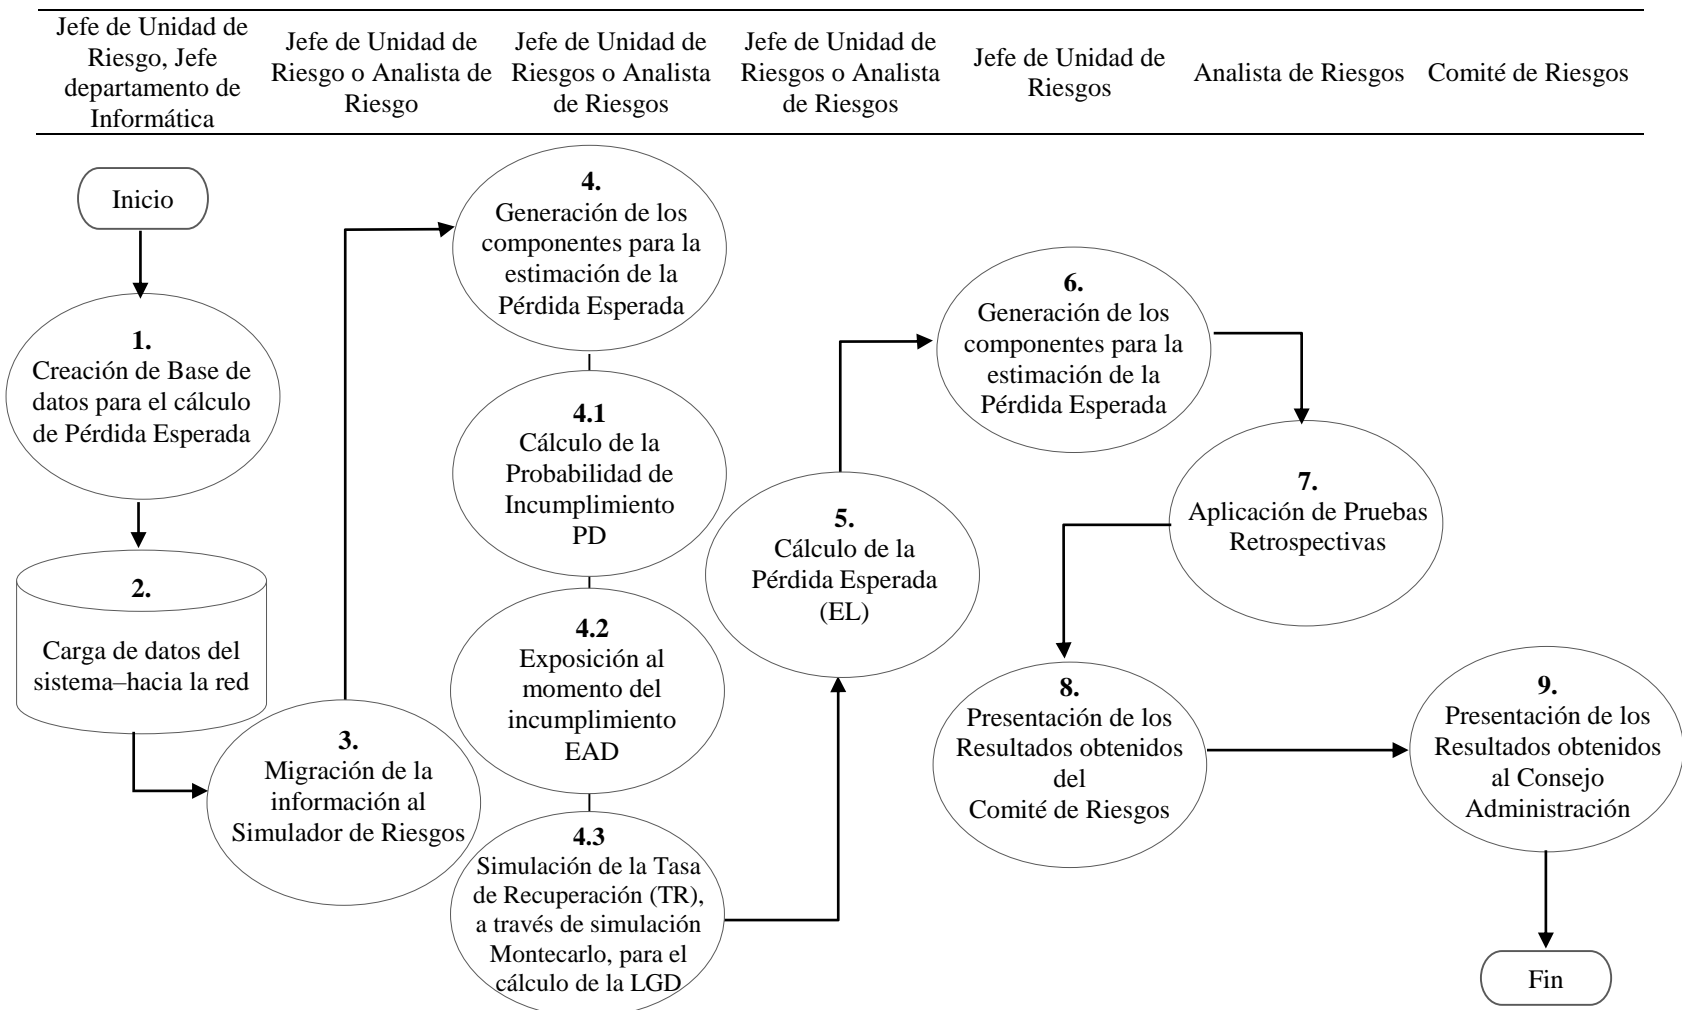 Jefe de Unidad de
Riesgo, Jefe
departamento de
Informática
Jefe de Unidad de
Riesgo o Analista de
Riesgo
Jefe de Unidad de
Riesgos o Analista
de Riesgos
Jefe de Unidad de
Riesgos o Analista
de Riesgos
Jefe de Unidad de
Riesgos
Analista de Riesgos
Comité de Riesgos
Inicio
1.
Creación de Base de
datos para el cálculo
de Pérdida Esperada
2.
Carga de datos del
sistema–hacia la red
3.
Migración de la
información al
Simulador de Riesgos
4.
Generación de los
componentes para la
estimación de la
Pérdida Esperada
4.1
Cálculo de la
Probabilidad de
Incumplimiento
PD
4.2
Exposición al
momento del
incumplimiento
EAD
4.3
Simulación de la Tasa
de Recuperación (TR),
a través de simulación
Montecarlo, para el
cálculo de la LGD
5.
Cálculo de la
Pérdida Esperada
(EL)
6.
Generación de los
componentes para la
estimación de la
Pérdida Esperada
7.
Aplicación de Pruebas
Retrospectivas
8.
Presentación de los
Resultados obtenidos
del
Comité de Riesgos
9.
Presentación de los
Resultados obtenidos
al Consejo
Administración
Fin